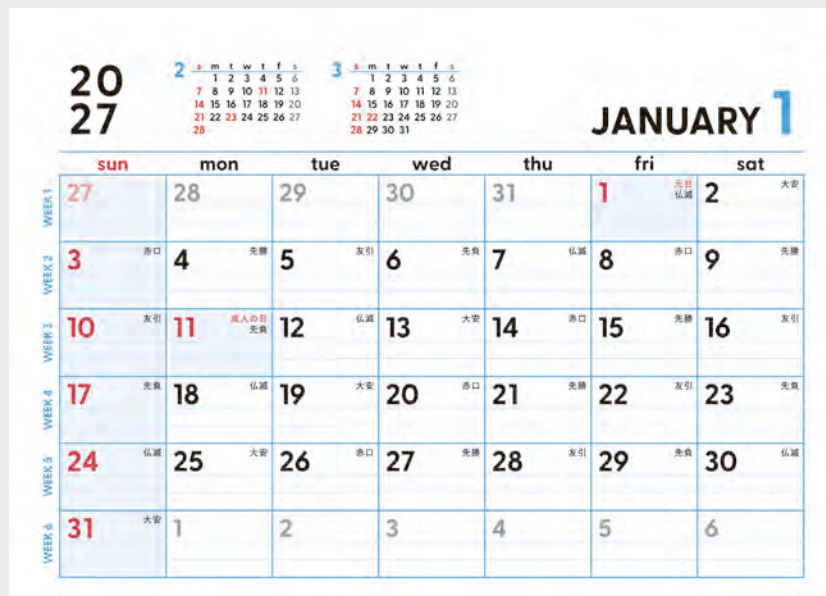 20
27
2
s m t w t f s
1 2 3 4 5 6
7 8 9 10 11 12 13
14 15 16 17 18 19 20
21 22 23 24 25 26 27
28
3
s m t w t f s
1 2 3 4 5 6
7 8 9 10 11 12 13
14 15 16 17 18 19 20
21 22 23 24 25 26 27
28 29 30 31
JANUARY 1
sun mon tue wed thu fri sat
WEEK 1
27 28 29 30 31 1 元日 2 大安
仏滅
WEEK 2
3 赤口 4 先勝 5 友引 6 先負 7 仏滅 8 赤口 9 先勝
WEEK 3
10 友引 11 成人の日 12 仏滅 13 大安 14 赤口 15 先勝 16 友引
先負
WEEK 4
17 先負 18 仏滅 19 大安 20 赤口 21 先勝 22 友引 23 先負
WEEK 5
24 仏滅 25 大安 26 赤口 27 先勝 28 友引 29 先負 30 仏滅
WEEK 6
31 大安 1 2 3 4 5 6